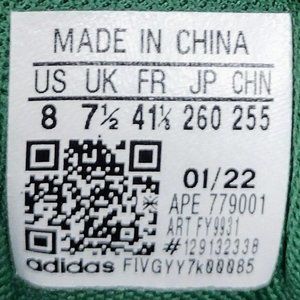 MADE IN CHINA
US UK FR JP CHN
8 7½ 41⅓ 260 255
01/22
APE 779001
ART FY9931
#129132338
adidas FIVGYY7k00085